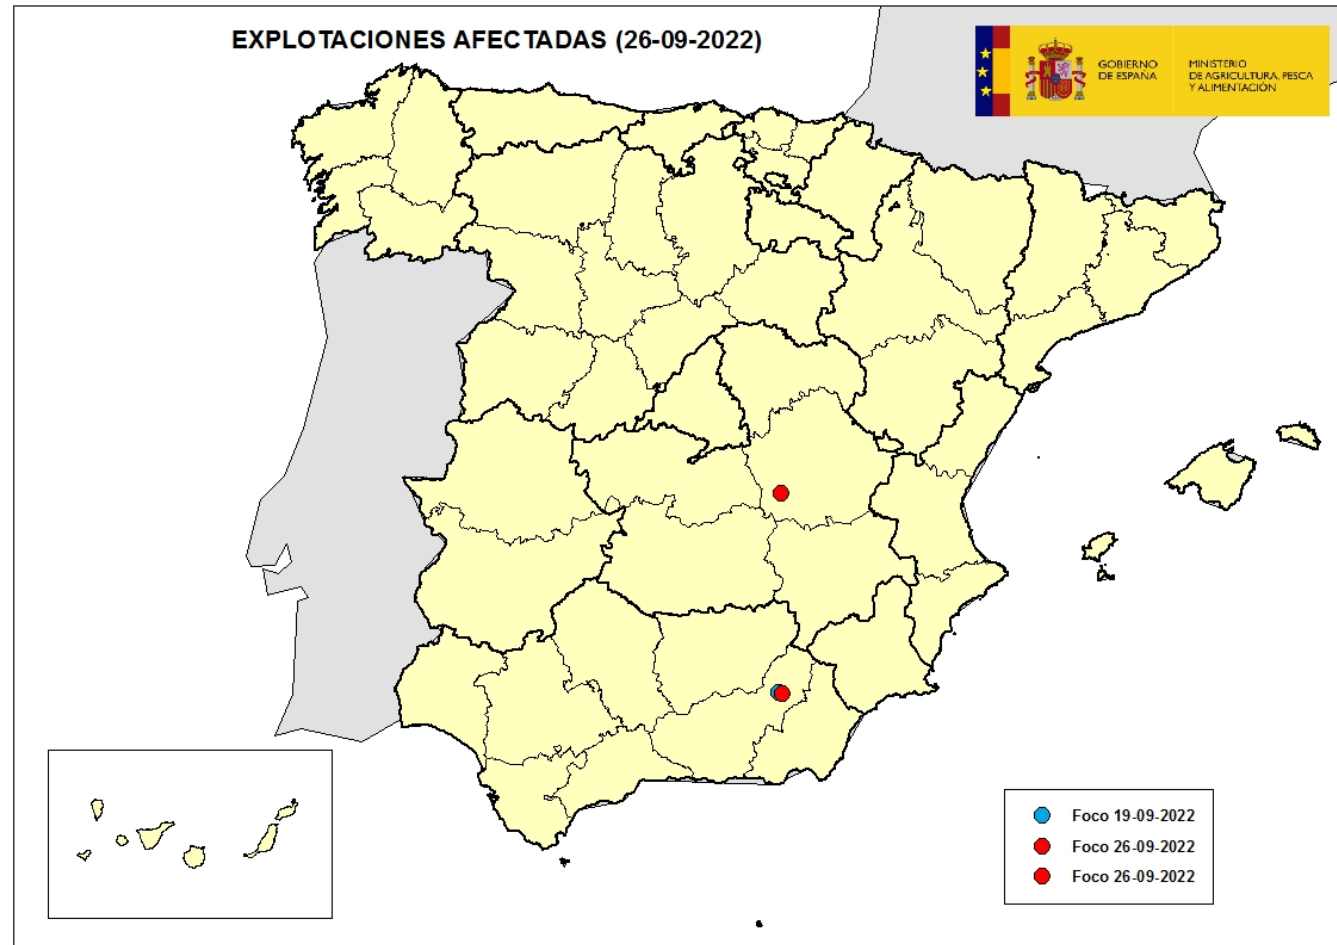 EXPLOTACIONES AFECTADAS (26-09-2022)
GOBIERNO
DE ESPAÑA
MINISTERIO
DE AGRICULTURA, PESCA
Y ALIMENTACIÓN
Foco 19-09-2022
Foco 26-09-2022
Foco 26-09-2022